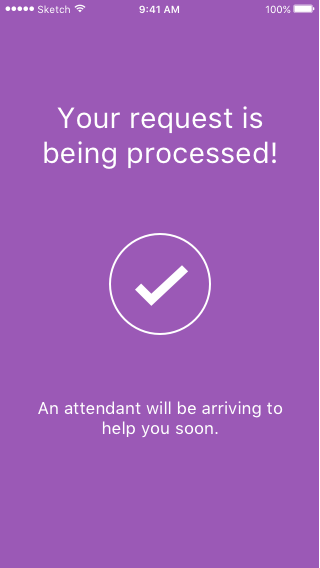 Sketch 9:41 AM 100%
Your request is
being processed!
An attendant will be arriving to
help you soon.